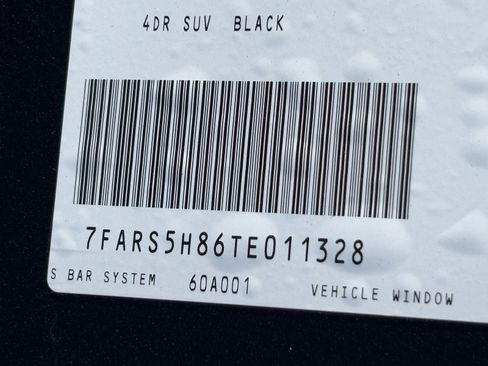 4DR SUV BLACK
7FARS5H86TE011328
S BAR SYSTEM 60A001 VEHICLE WINDOW